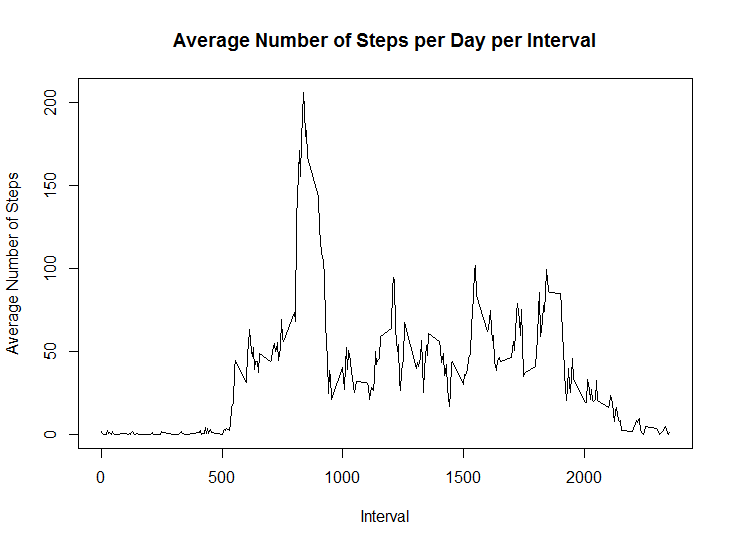 Average Number of Steps per Day per Interval
Average Number of Steps
200
150
100
50
0
0 500 1000 1500 2000
Interval